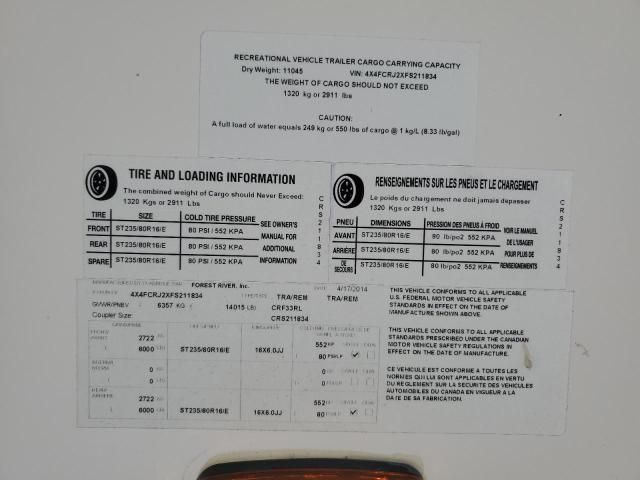 RECREATIONAL VEHICLE TRAILER CARGO CARRYING CAPACITY
Dry Weight: 11045 VIN: 4X4FCRJ2XFS211834
THE WEIGHT OF CARGO SHOULD NOT EXCEED
1320 kg or 2911 lbs
CAUTION:
A full load of water equals 249 kg or 550 lbs of cargo @ 1 kg/L (8.33 lb/gal)
TIRE AND LOADING INFORMATION
The combined weight of Cargo should Never Exceed:
1320 Kgs or 2911 Lbs
TIRE SIZE COLD TIRE PRESSURE SEE OWNER'S
FRONT ST235/80R16/E 80 PSI / 552 KPA MANUAL FOR
REAR ST235/80R16/E 80 PSI / 552 KPA ADDITIONAL
SPARE ST235/80R16/E 80 PSI / 552 KPA INFORMATION
CRS211834
RENSEIGNEMENTS SUR LES PNEUS ET LE CHARGEMENT
Le poids du chargement ne doit jamais dépasser
1320 Kgs or 2911 Lbs
PNEU DIMENSIONS PRESSION DES PNEUS À FROID VOIR LE MANUEL
AVANT ST235/80R16/E 80 lb/po2 552 KPA DE L'USAGER
ARRIÈRE ST235/80R16/E 80 lb/po2 552 KPA POUR PLUS DE
DE SECOURS ST235/80R16/E 80 lb/po2 552 KPA RENSEIGNEMENTS
CRS211834
FOREST RIVER, Inc. DATE 4/17/2014
4X4FCRJ2XFS211834 TRA/REM TRA/REM
GVWR/PNBV 6357 KG ( 14015 LB) CRF33RL
Coupler Size: CRS211834
2722 552
6000 ST235/80R16/E 16X6.0JJ 80
0 0
0 0
2722 552
6000 ST235/80R16/E 16X6.0JJ 80
THIS VEHICLE CONFORMS TO ALL APPLICABLE
U.S. FEDERAL MOTOR VEHICLE SAFETY
STANDARDS IN EFFECT ON THE DATE OF
MANUFACTURE SHOWN ABOVE.
THIS VEHICLE CONFORMS TO ALL APPLICABLE
STANDARDS PRESCRIBED UNDER THE CANADIAN
MOTOR VEHICLE SAFETY REGULATIONS IN
EFFECT ON THE DATE OF MANUFACTURE.
CE VEHICULE EST CONFORME A TOUTES LES
NORMES QUI LUI SONT APPLICABLES EN VERTU
DU REGLEMENT SUR LA SECURITE DES VEHICULES
AUTOMOBILES DU CANADA EN VIGUEUR A LA
DATE DE SA FABRICATION.